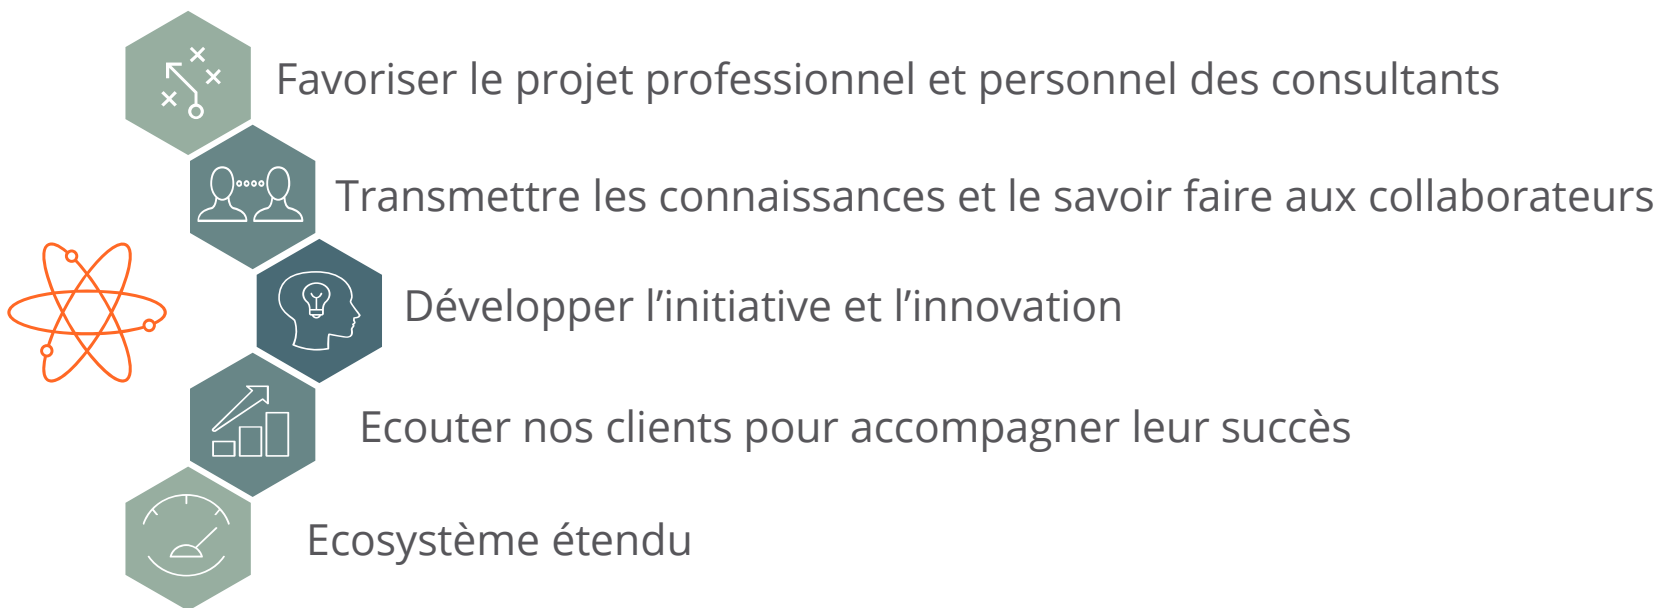 Favoriser le projet professionnel et personnel des consultants
Transmettre les connaissances et le savoir faire aux collaborateurs
Développer l’initiative et l’innovation
Ecouter nos clients pour accompagner leur succès
Ecosystème étendu